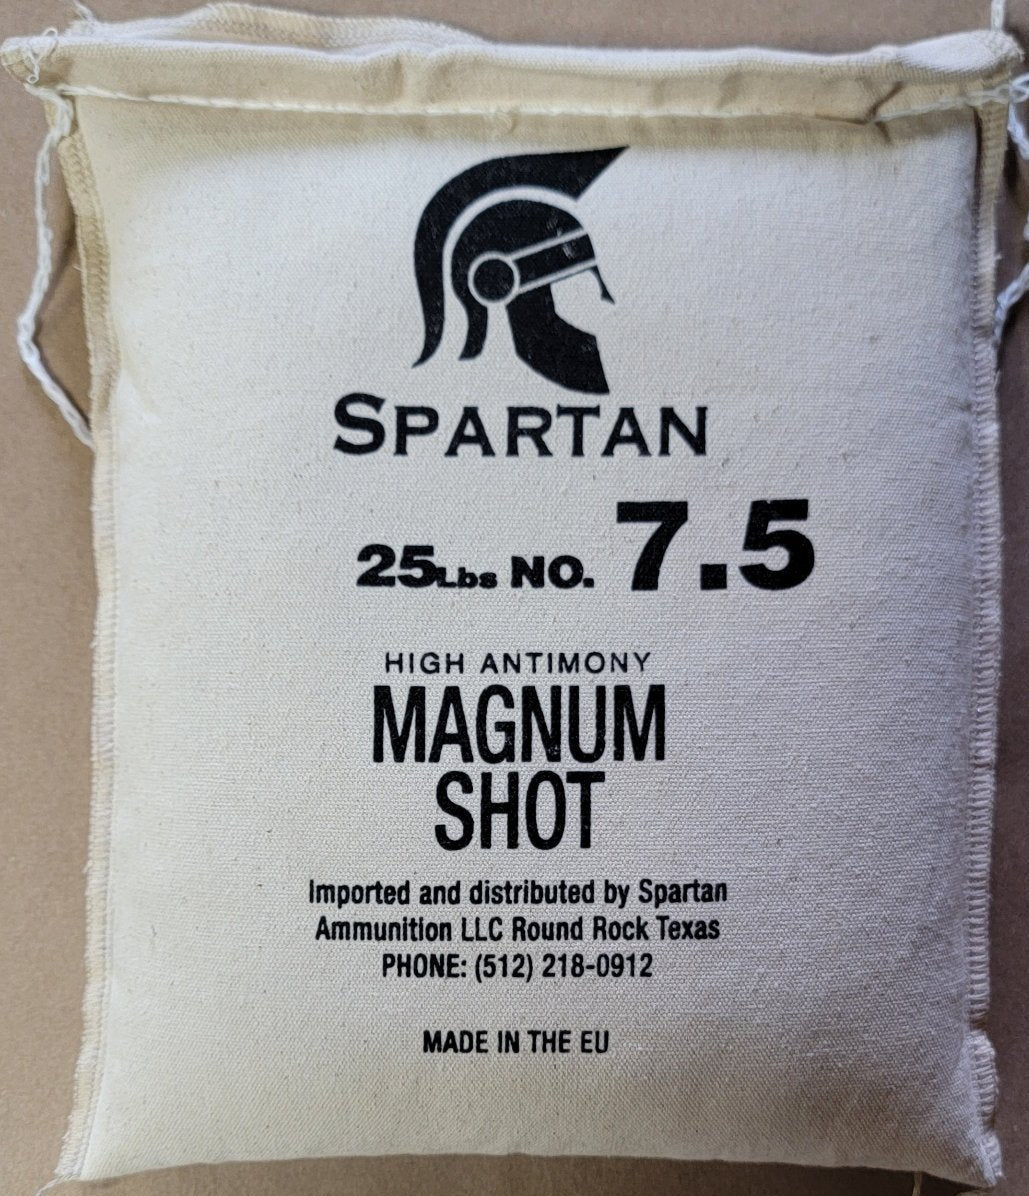 SPARTAN
25Lbs NO. 7.5
HIGH ANTIMONY
MAGNUM
SHOT
Imported and distributed by Spartan
Ammunition LLC Round Rock Texas
PHONE: (512) 218-0912
MADE IN THE EU